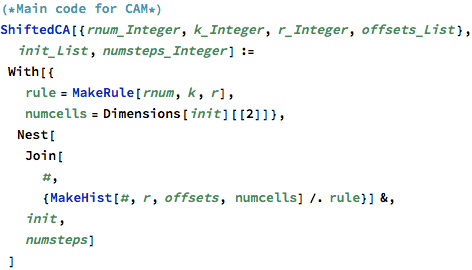 (*Main code for CAM*)
ShiftedCA[{rnum_Integer, k_Integer, r_Integer, offsets_List},
init_List, numsteps_Integer] :=
With[{
rule = MakeRule[rnum, k, r],
numcells = Dimensions[init][[2]]},
Nest[
Join[
#,
{MakeHist[#, r, offsets, numcells] /. rule}] &,
init,
numsteps]
]